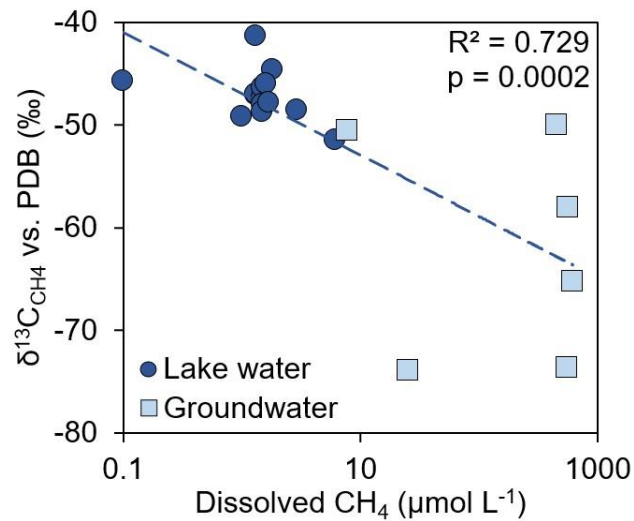 -40
R² = 0.729
p = 0.0002
-50
-60
-70
-80
δ¹³C_CH4 vs. PDB (‰)
Lake water
Groundwater
0.1
10
1000
Dissolved CH₄ (µmol L⁻¹)